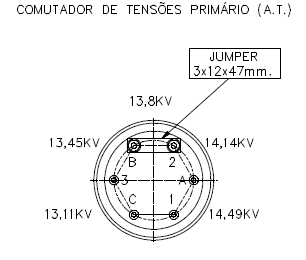 COMUTADOR DE TENSÕES PRIMÁRIO (A.T.)
JUMPER
3x12x47mm.
13,8KV
13,45KV
14,14KV
B
2
3
A
C
1
13,11KV
14,49KV